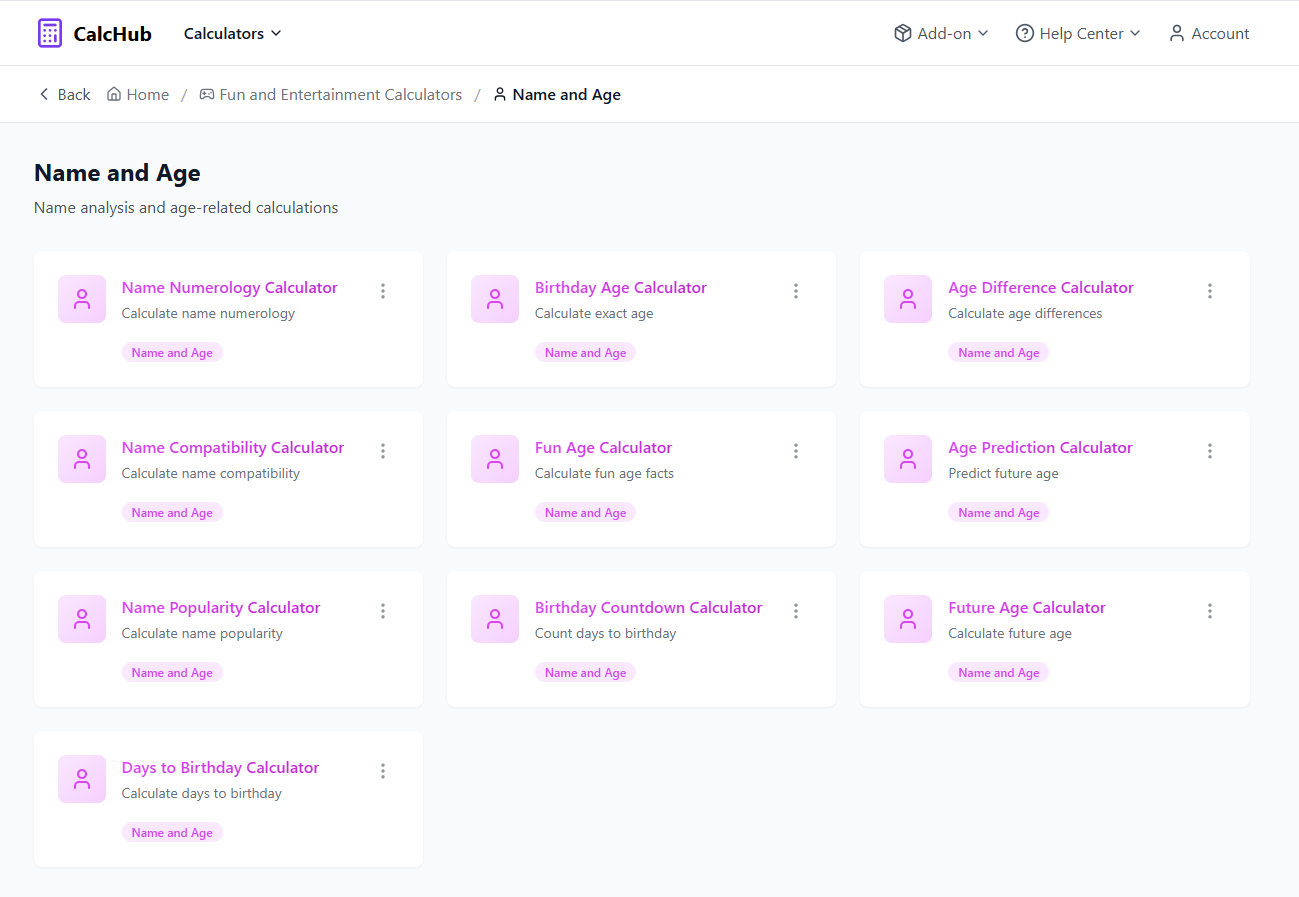 CalcHub Calculators Add-on Help Center Account
Back Home / Fun and Entertainment Calculators / Name and Age
Name and Age
Name analysis and age-related calculations
Name Numerology Calculator
Calculate name numerology
Name and Age
Birthday Age Calculator
Calculate exact age
Name and Age
Age Difference Calculator
Calculate age differences
Name and Age
Name Compatibility Calculator
Calculate name compatibility
Name and Age
Fun Age Calculator
Calculate fun age facts
Name and Age
Age Prediction Calculator
Predict future age
Name and Age
Name Popularity Calculator
Calculate name popularity
Name and Age
Birthday Countdown Calculator
Count days to birthday
Name and Age
Future Age Calculator
Calculate future age
Name and Age
Days to Birthday Calculator
Calculate days to birthday
Name and Age